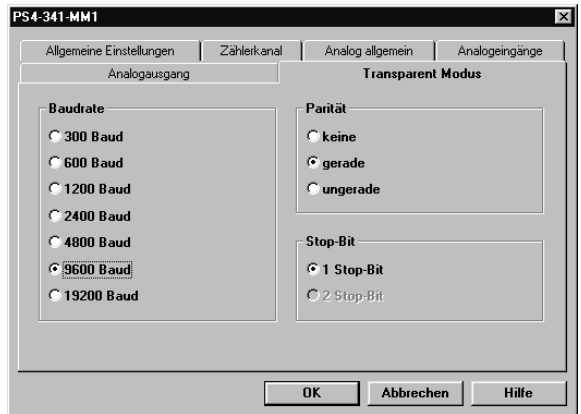 PS4-341-MM1
Allgemeine Einstellungen
Zählerkanal
Analog allgemein
Analogeingänge
Analogausgang
Transparent Modus
Baudrate
300 Baud
600 Baud
1200 Baud
2400 Baud
4800 Baud
9600 Baud
19200 Baud
Parität
keine
gerade
ungerade
Stop-Bit
1 Stop-Bit
2 Stop-Bit
OK
Abbrechen
Hilfe